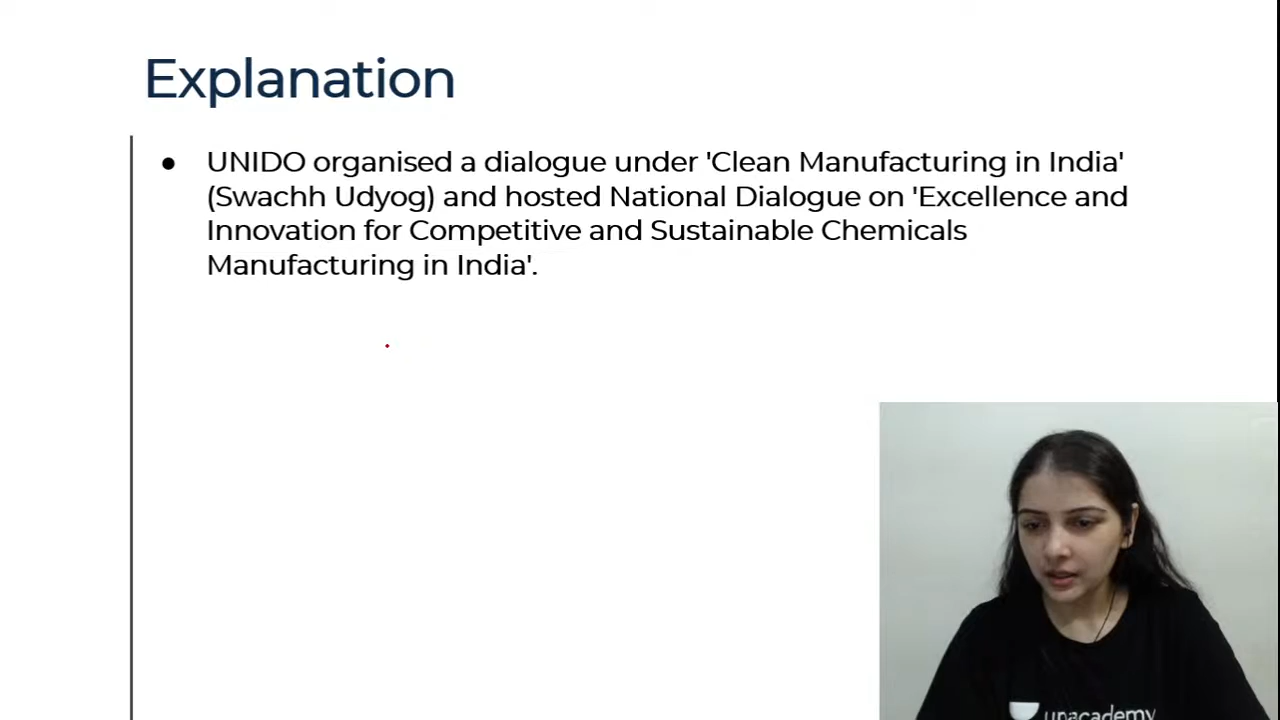 Explanation
● UNIDO organised a dialogue under 'Clean Manufacturing in India'
(Swachh Udyog) and hosted National Dialogue on 'Excellence and
Innovation for Competitive and Sustainable Chemicals
Manufacturing in India'.
unacademy